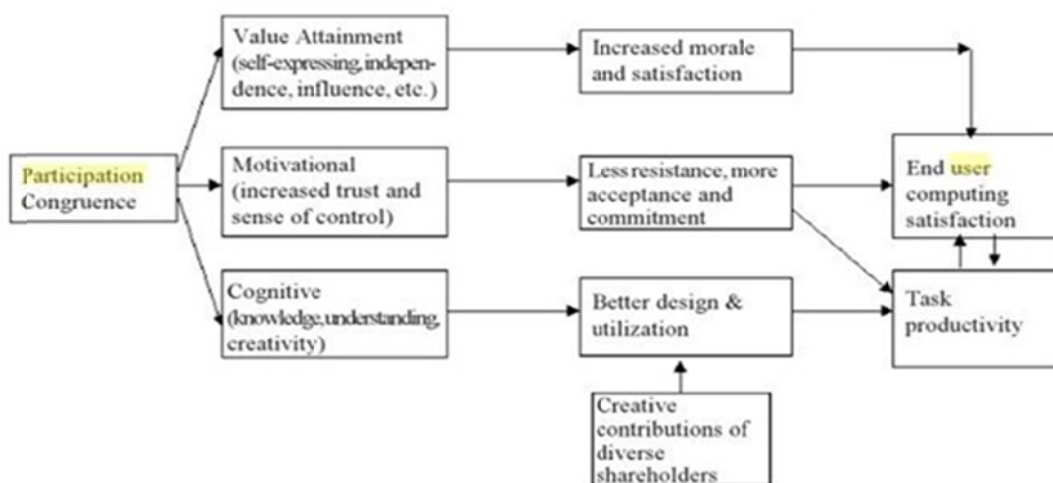 Value Attainment
(self-expressing, indepen-
dence, influence, etc.)
Increased morale
and satisfaction
Participation
Congruence
Motivational
(increased trust and
sense of control)
Less resistance, more
acceptance and
commitment
End user
computing
satisfaction
Cognitive
(knowledge, understanding,
creativity)
Better design &
utilization
Task
productivity
Creative
contributions of
diverse
shareholders